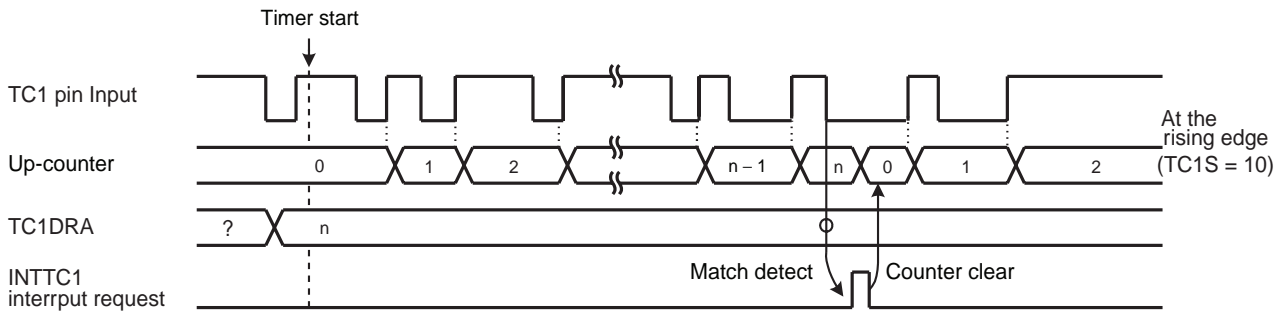 Timer start
TC1 pin Input
At the
rising edge
(TC1S = 10)
Up-counter
0
1
2
n – 1
n
0
1
2
TC1DRA
?
n
Match detect
Counter clear
INTTC1
interrput request